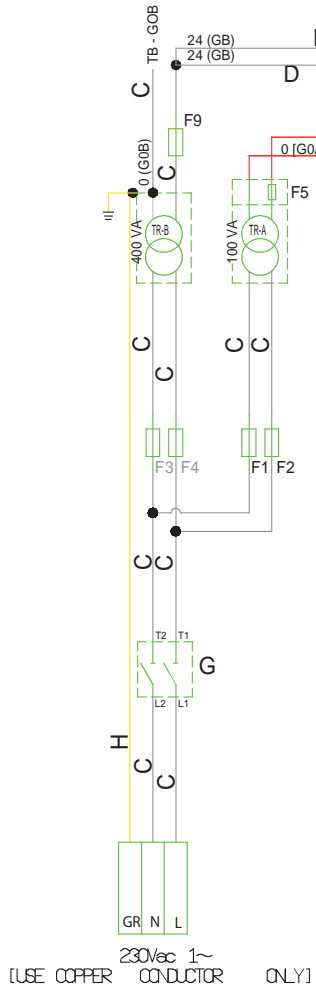 TB - GOB
24 (GB)
24 (GB)
D
C
F9
0 (G0B)
C
0 [G0A
F5
TR-B
400 VA
TR-A
100 VA
C
C
C
C
F3
F4
F1
F2
C
C
T2
T1
G
L2
L1
H
C
C
GR
N
L
230Vac 1~
[USE COPPER CONDUCTOR ONLY]